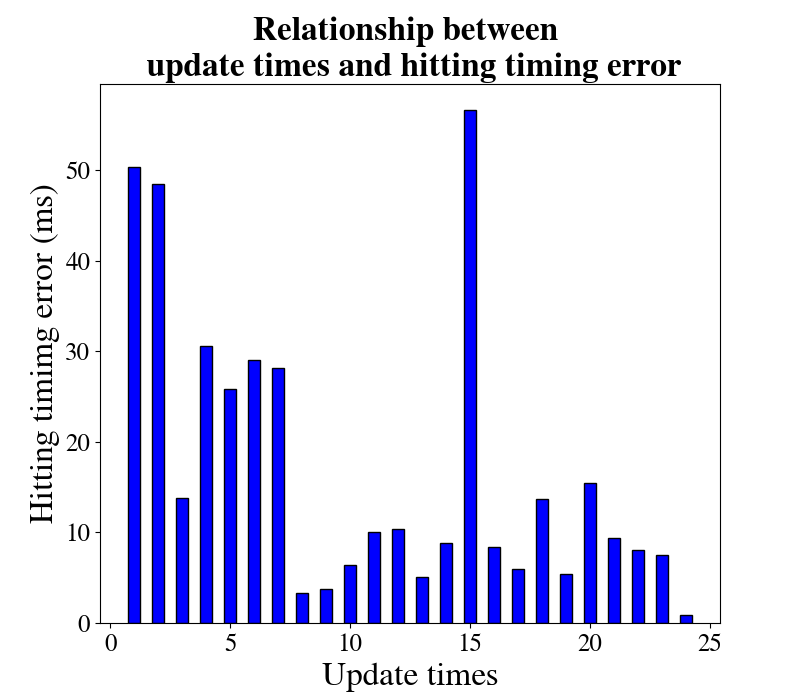 Relationship between
update times and hitting timing error
Hitting timimg error (ms)
50
40
30
20
10
0
0 5 10 15 20 25
Update times